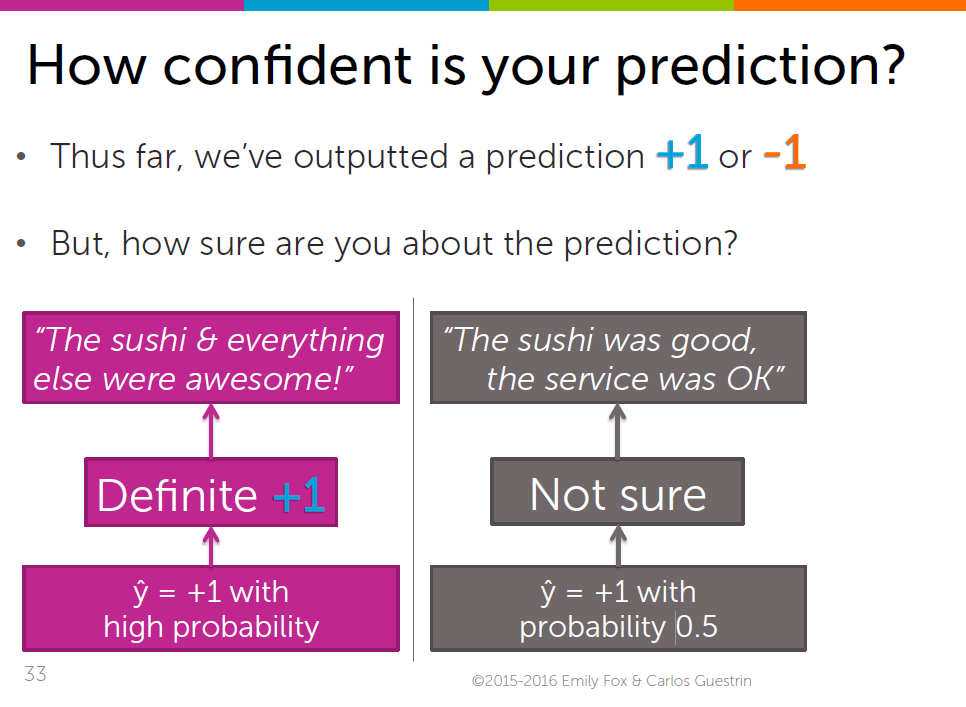 How confident is your prediction?
• Thus far, we’ve outputted a prediction +1 or -1
• But, how sure are you about the prediction?
“The sushi & everything
else were awesome!”
Definite +1
ŷ = +1 with
high probability
“The sushi was good,
the service was OK”
Not sure
ŷ = +1 with
probability 0.5
33
©2015-2016 Emily Fox & Carlos Guestrin